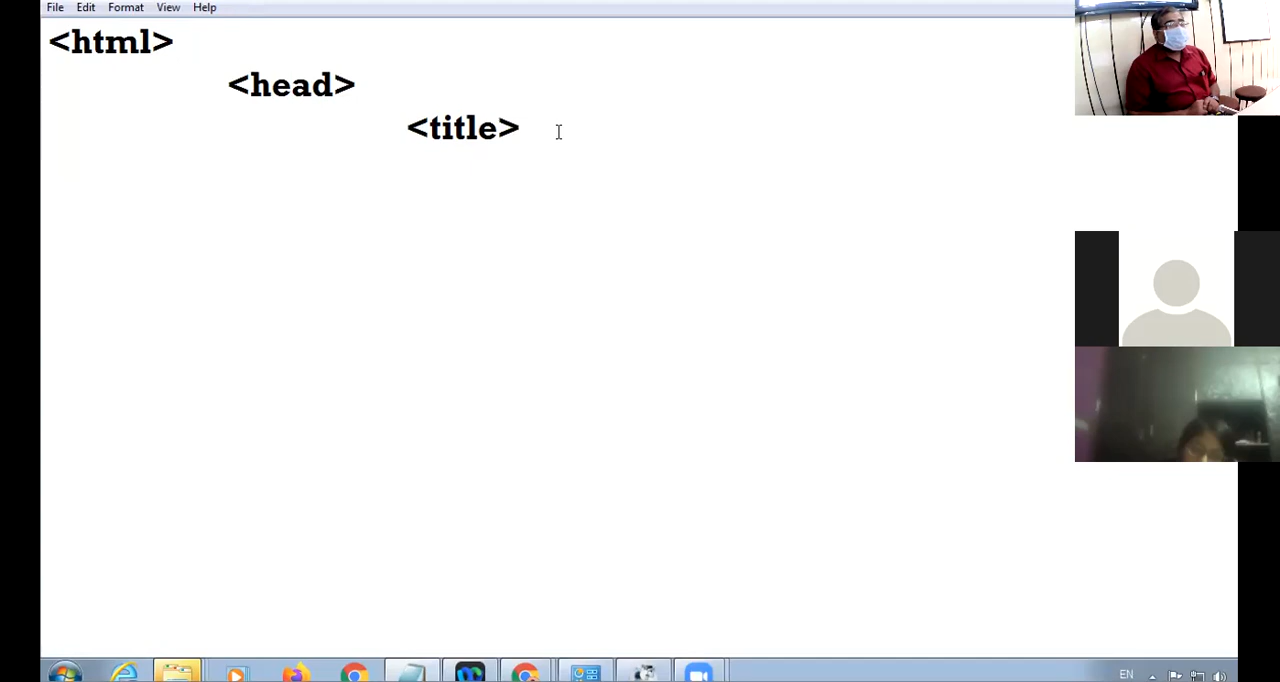 File Edit Format View Help
<html>
<head>
<title>
EN